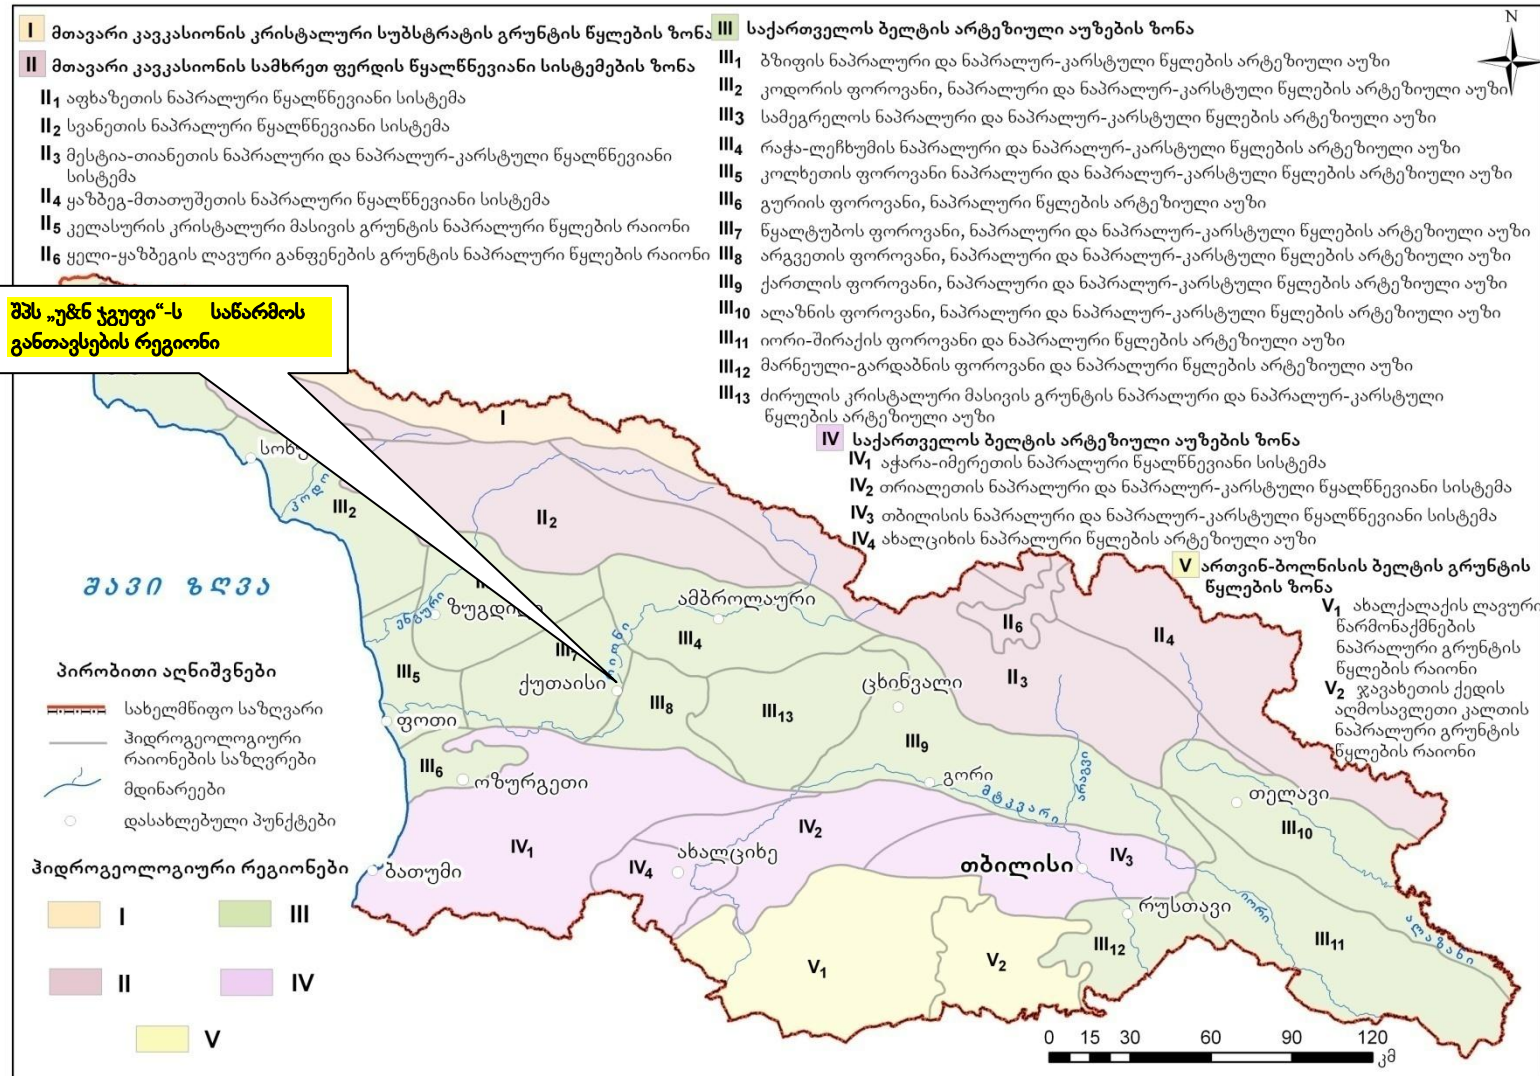 I მთავარი კავკასიონის კრისტალური სუბსტრატის გრუნტის წყლების ზონა
II მთავარი კავკასიონის სამხრეთ ფერდის წყალწნევიანი სისტემების ზონა
II1 აფხაზეთის ნაპრალური წყალწნევიანი სისტემა
II2 სვანეთის ნაპრალური წყალწნევიანი სისტემა
II3 მესტია-თიანეთის ნაპრალური და ნაპრალურ-კარსტული წყალწნევიანი
სისტემა
II4 ყაზბეგ-მთათუშეთის ნაპრალური წყალწნევიანი სისტემა
II5 კელასურის კრისტალური მასივის გრუნტის ნაპრალური წყლების რაიონი
II6 ყელი-ყაზბეგის ლავური განფენების გრუნტის ნაპრალური წყლების რაიონი
III საქართველოს ბელტის არტეზიული აუზების ზონა
III1 ბზიფის ნაპრალური და ნაპრალურ-კარსტული წყლების არტეზიული აუზი
III2 კოდორის ფოროვანი, ნაპრალური და ნაპრალურ-კარსტული წყლების არტეზიული აუზი
III3 სამეგრელოს ნაპრალური და ნაპრალურ-კარსტული წყლების არტეზიული აუზი
III4 რაჭა-ლეჩხუმის ნაპრალური და ნაპრალურ-კარსტული წყლების არტეზიული აუზი
III5 კოლხეთის ფოროვანი ნაპრალური და ნაპრალურ-კარსტული წყლების არტეზიული აუზი
III6 გურიის ფოროვანი, ნაპრალური წყლების არტეზიული აუზი
III7 წყალტუბოს ფოროვანი, ნაპრალური და ნაპრალურ-კარსტული წყლების არტეზიული აუზი
III8 არგვეთის ფოროვანი, ნაპრალური და ნაპრალურ-კარსტული წყლების არტეზიული აუზი
III9 ქართლის ფოროვანი, ნაპრალური და ნაპრალურ-კარსტული წყლების არტეზიული აუზი
III10 ალაზნის ფოროვანი, ნაპრალური და ნაპრალურ-კარსტული წყლების არტეზიული აუზი
III11 იორი-შირაქის ფოროვანი და ნაპრალური წყლების არტეზიული აუზი
III12 მარნეული-გარდაბნის ფოროვანი და ნაპრალური წყლების არტეზიული აუზი
III13 ძირულის კრისტალური მასივის გრუნტის ნაპრალური და ნაპრალურ-კარსტული
წყლების არტეზიული აუზი
IV საქართველოს ბელტის არტეზიული აუზების ზონა
IV1 აჭარა-იმერეთის ნაპრალური წყალწნევიანი სისტემა
IV2 თრიალეთის ნაპრალური და ნაპრალურ-კარსტული წყალწნევიანი სისტემა
IV3 თბილისის ნაპრალური და ნაპრალურ-კარსტული წყალწნევიანი სისტემა
IV4 ახალციხის ნაპრალური წყლების არტეზიული აუზი
V ართვინ-ბოლნისის ბელტის გრუნტის
წყლების ზონა
V1 ახალქალაქის ლავური
წარმონაქმნების
ნაპრალური გრუნტის
წყლების რაიონი
V2 ჯავახეთის ქედის
აღმოსავლეთი კალთის
ნაპრალური გრუნტის
წყლების რაიონი
N
შპს „უ&ნ ჯგუფი“-ს საწარმოს
განთავსების რეგიონი
შავი ზღვა
I
III2
II2
ენგური
ამბროლაური
III4
II6
II4
II3
III7
III5
ქუთაისი
III8
III13
ცხინვალი
III9
ფოთი
III6
ოზურგეთი
გორი
მტკვარი
არაგვი
თელავი
III10
IV1
IV2
IV4
ახალციხე
თბილისი
IV3
ბათუმი
რუსთავი
იორი
ალაზანი
III11
III12
V1
V2
პირობითი აღნიშვნები
სახელმწიფო საზღვარი
ჰიდროგეოლოგიური
რაიონების საზღვრები
მდინარეები
დასახლებული პუნქტები
ჰიდროგეოლოგიური რეგიონები
I III
II IV
V
0 15 30 60 90 120
კმ